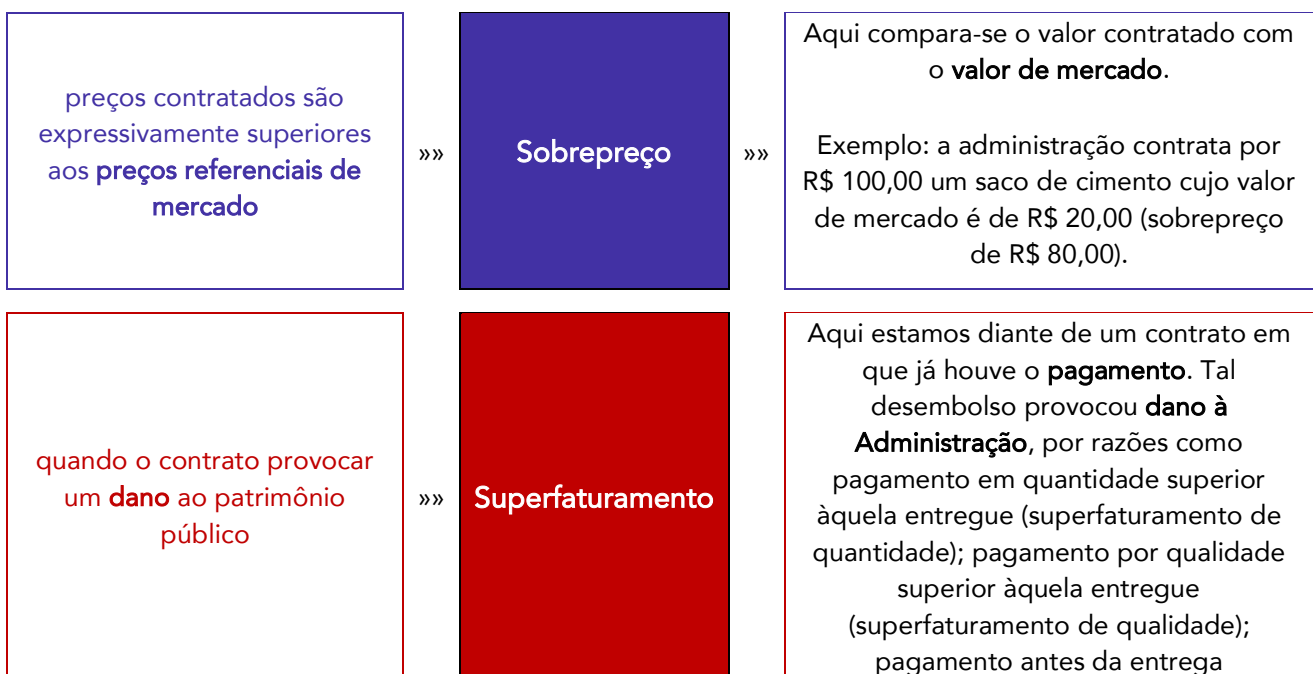 preços contratados são
expressivamente superiores
aos preços referenciais de
mercado
»»
Sobrepreço
»»
Aqui compara-se o valor contratado com
o valor de mercado.
Exemplo: a administração contrata por
R$ 100,00 um saco de cimento cujo valor
de mercado é de R$ 20,00 (sobrepreço
de R$ 80,00).
quando o contrato provocar
um dano ao patrimônio
público
»»
Superfaturamento
»»
Aqui estamos diante de um contrato em
que já houve o pagamento. Tal
desembolso provocou dano à
Administração, por razões como
pagamento em quantidade superior
àquela entregue (superfaturamento de
quantidade); pagamento por qualidade
superior àquela entregue
(superfaturamento de qualidade);
pagamento antes da entrega